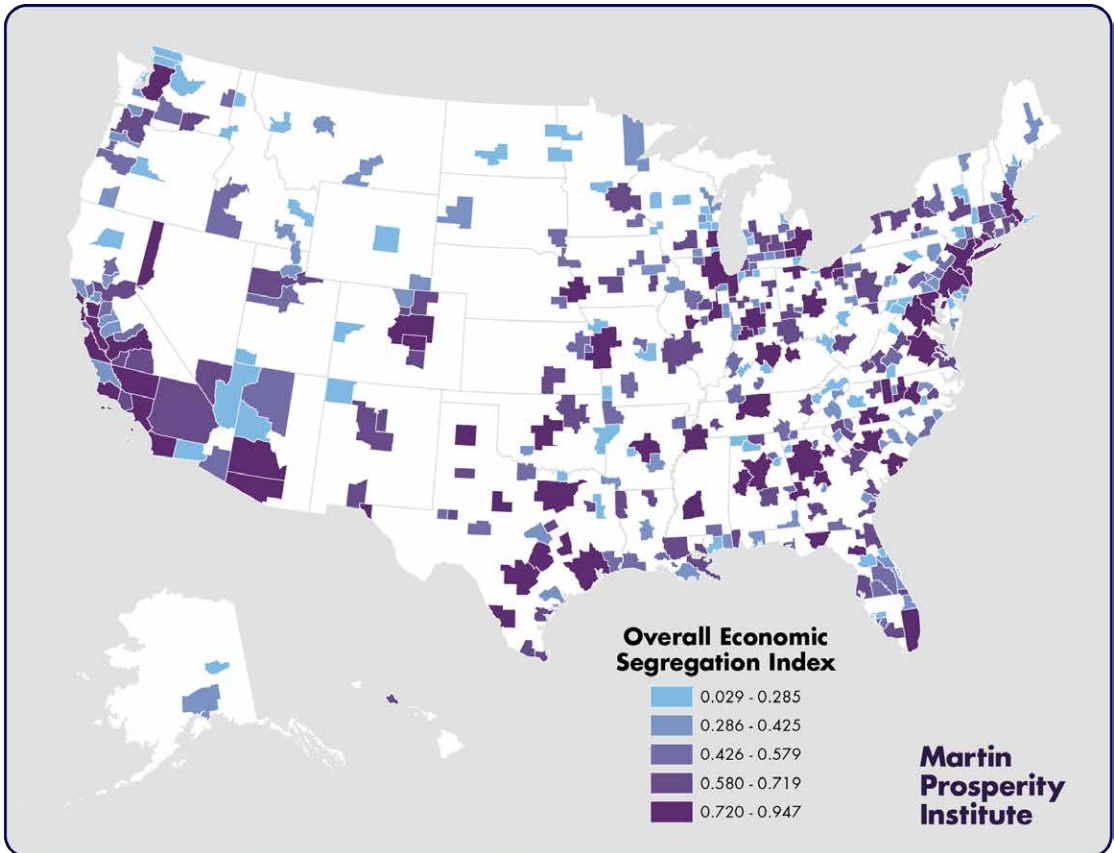 Overall Economic
Segregation Index
0.029 - 0.285
0.286 - 0.425
0.426 - 0.579
0.580 - 0.719
0.720 - 0.947
Martin
Prosperity
Institute